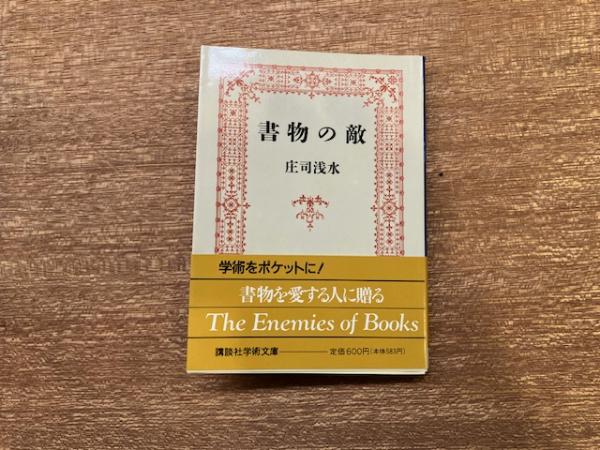 書物の敵
庄司浅水
学術をポケットに!
書物を愛する人に贈る
The Enemies of Books
講談社学術文庫――定価600円(本体583円)